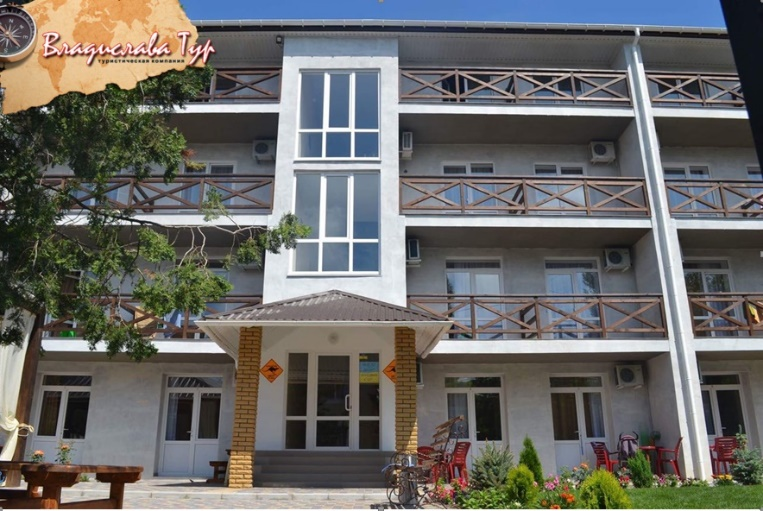 Владислава Тур
туристическая компания